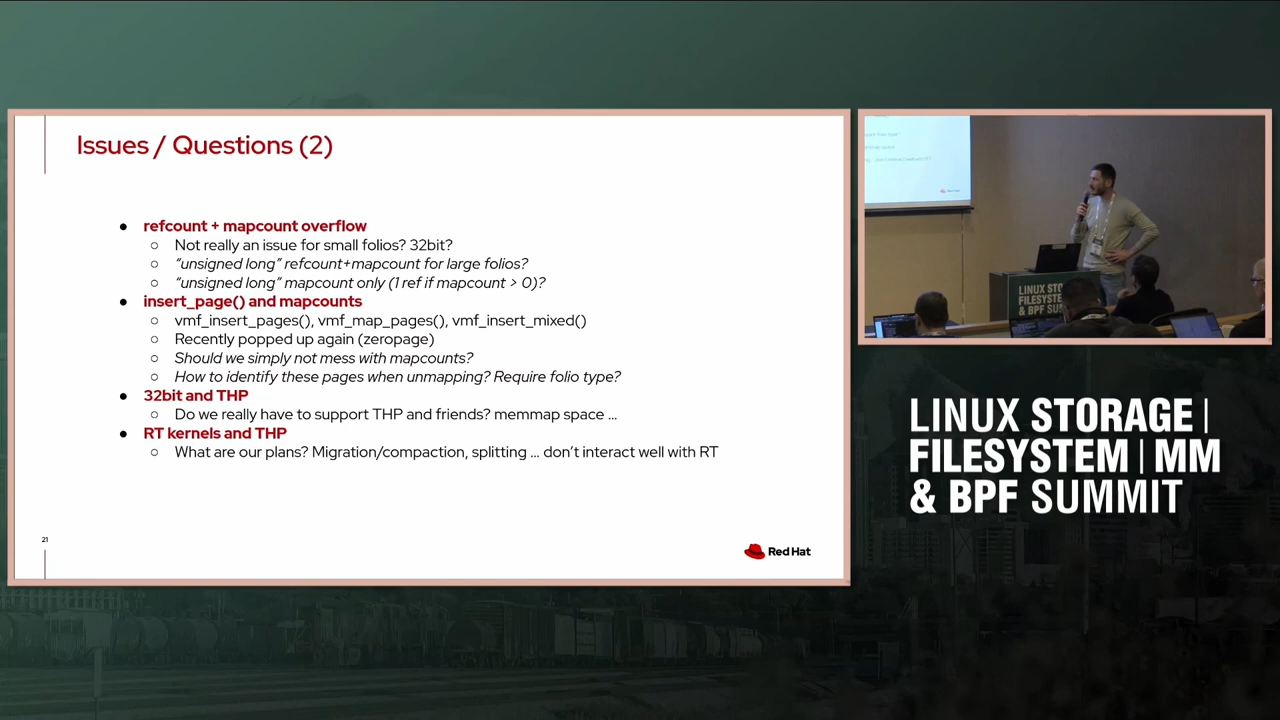 Issues / Questions (2)
● refcount + mapcount overflow
○ Not really an issue for small folios? 32bit?
○ “unsigned long” refcount+mapcount for large folios?
○ “unsigned long” mapcount only (1 ref if mapcount > 0)?
● insert_page() and mapcounts
○ vmf_insert_pages(), vmf_map_pages(), vmf_insert_mixed()
○ Recently popped up again (zeropage)
○ Should we simply not mess with mapcounts?
○ How to identify these pages when unmapping? Require folio type?
● 32bit and THP
○ Do we really have to support THP and friends? memmap space ...
● RT kernels and THP
○ What are our plans? Migration/compaction, splitting ... don’t interact well with RT
21
Red Hat
LINUX STO
FILESYSTEM
& BPF SUM
LINUX STORAGE |
FILESYSTEM | MM
& BPF SUMMIT